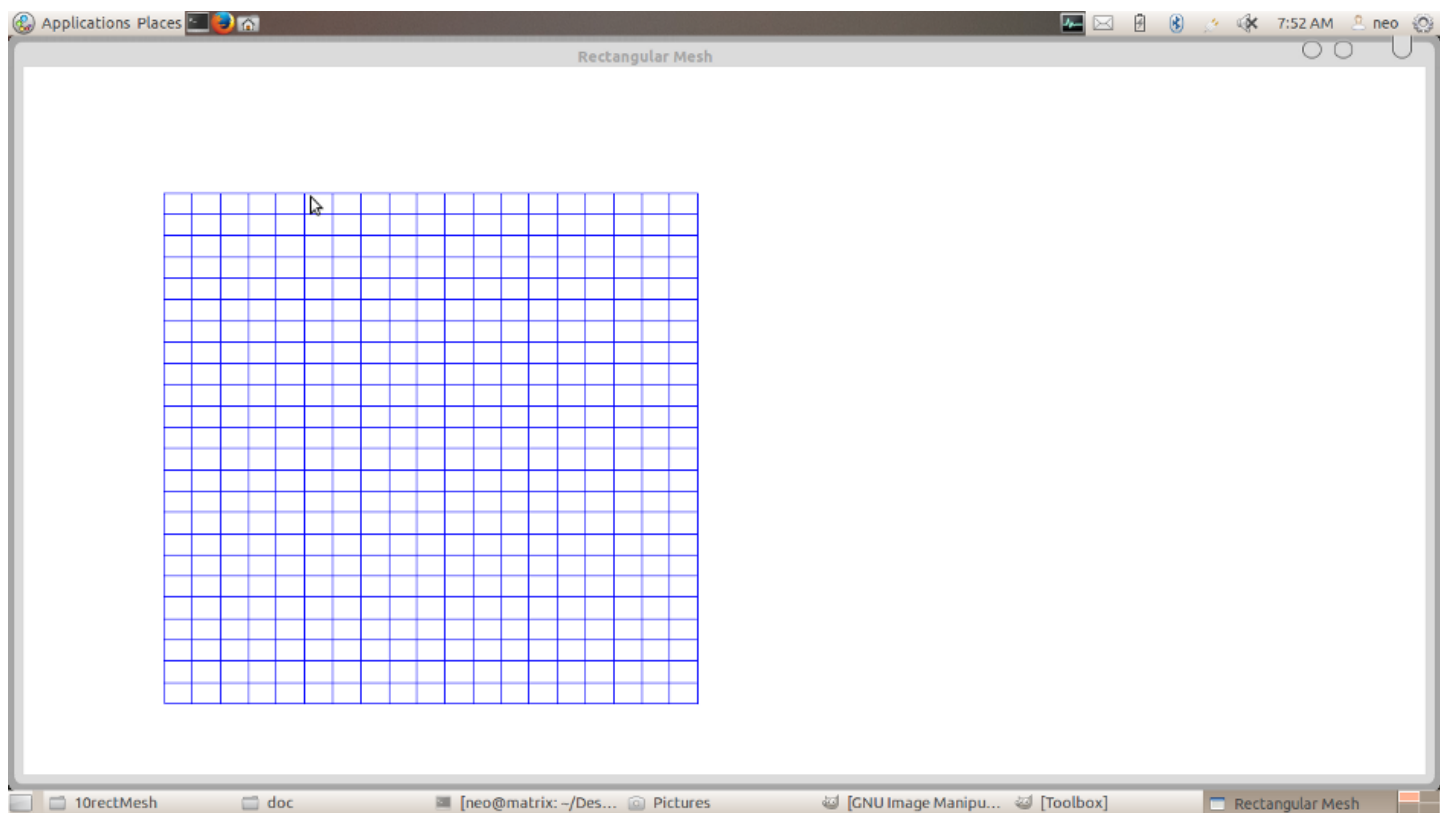 Applications Places 7:52 AM neo
Rectangular Mesh
10rectMesh doc [neo@matrix: ~/Des... Pictures [GNU Image Manipu... [Toolbox] Rectangular Mesh